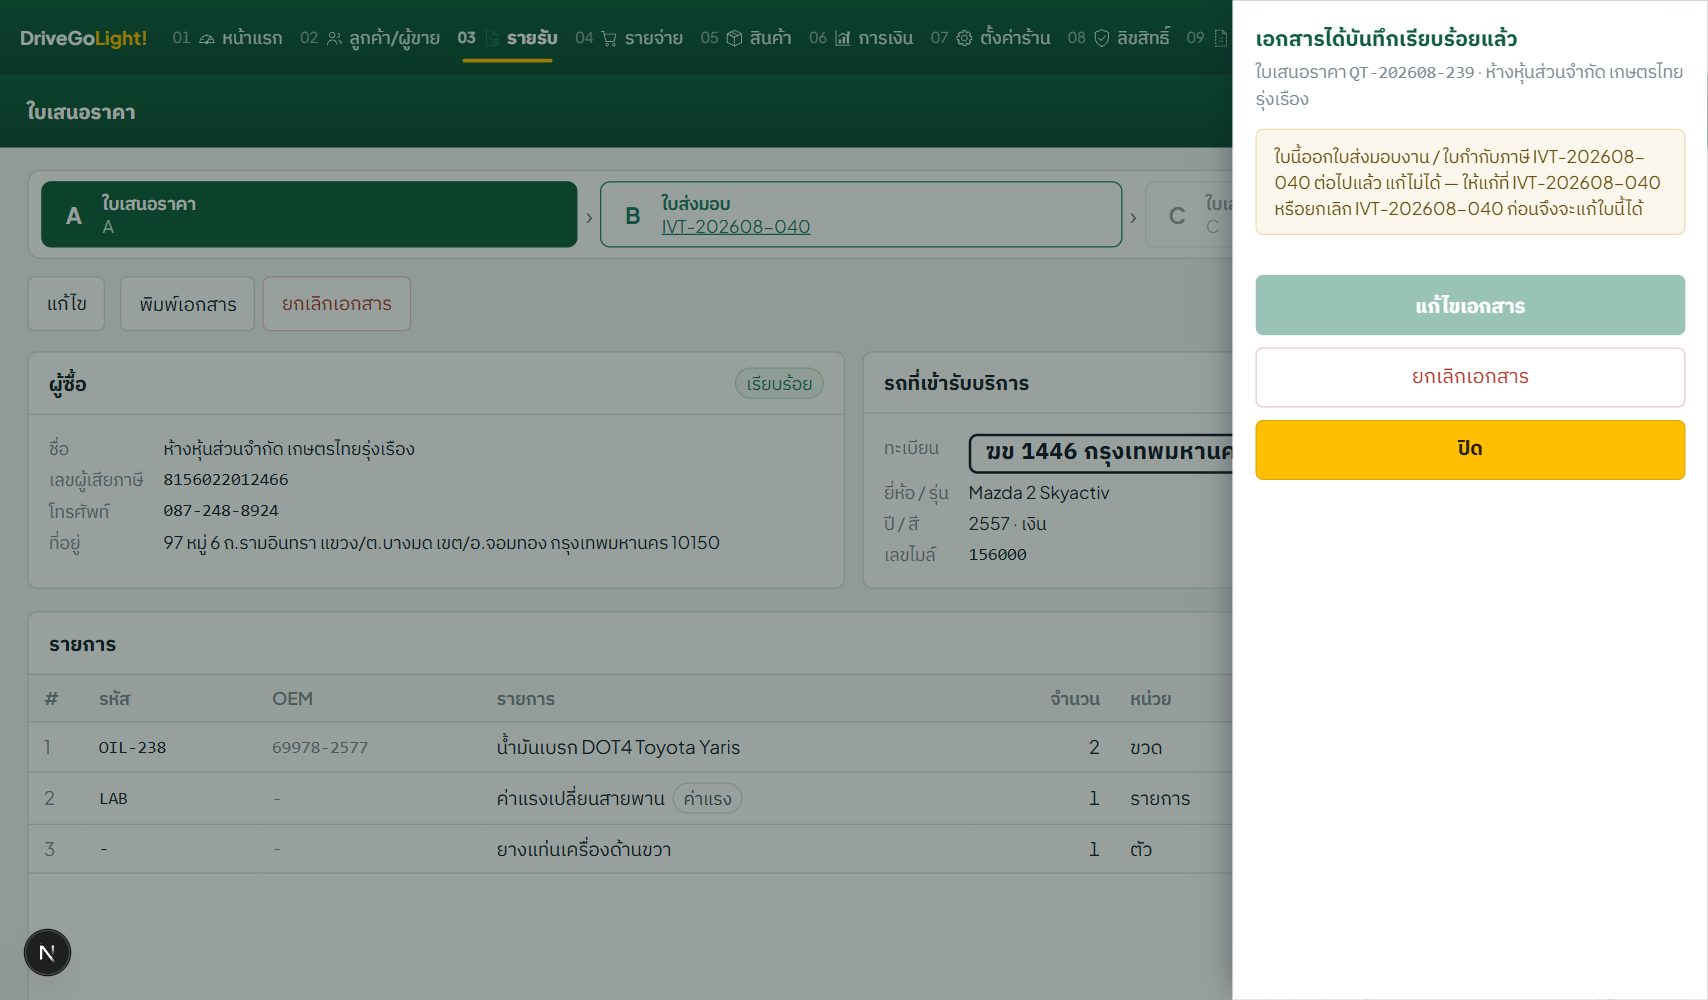 DriveGoLight!
01 หน้าแรก 02 ลูกค้า/ผู้ขาย 03 รายรับ 04 รายจ่าย 05 สินค้า 06 การเงิน 07 ตั้งค่าร้าน 08 ลิขสิทธิ์ 09
ใบเสนอราคา
A ใบเสนอราคา
A
›
B ใบส่งมอบ
IVT-202608-040
›
C
C
แก้ไข
พิมพ์เอกสาร
ยกเลิกเอกสาร
ผู้ซื้อ
เรียบร้อย
ชื่อ ห้างหุ้นส่วนจำกัด เกษตรไทยรุ่งเรือง
เลขผู้เสียภาษี 8156022012466
โทรศัพท์ 087-248-8924
ที่อยู่ 97 หมู่ 6 ถ.รามอินทรา แขวง/ต.บางมด เขต/อ.จอมทอง กรุงเทพมหานคร 10150
รถที่เข้ารับบริการ
ทะเบียน ฆข 1446 กรุงเทพมหานค
ยี่ห้อ / รุ่น Mazda 2 Skyactiv
ปี / สี 2557 · เงิน
เลขไมล์ 156000
รายการ
# รหัส OEM รายการ จำนวน หน่วย
1 OIL-238 69978-2577 น้ำมันเบรก DOT4 Toyota Yaris 2 ขวด
2 LAB - ค่าแรงเปลี่ยนสายพาน ค่าแรง 1 รายการ
3 - - ยางแท่นเครื่องด้านขวา 1 ตัว
N
เอกสารได้บันทึกเรียบร้อยแล้ว
ใบเสนอราคา QT-202608-239 · ห้างหุ้นส่วนจำกัด เกษตรไทย
รุ่งเรือง
ใบนี้ออกใบส่งมอบงาน / ใบกำกับภาษี IVT-202608-
040 ต่อไปแล้ว แก้ไม่ได้ — ให้แก้ที่ IVT-202608-040
หรือยกเลิก IVT-202608-040 ก่อนจึงจะแก้ใบนี้ได้
แก้ไขเอกสาร
ยกเลิกเอกสาร
ปิด